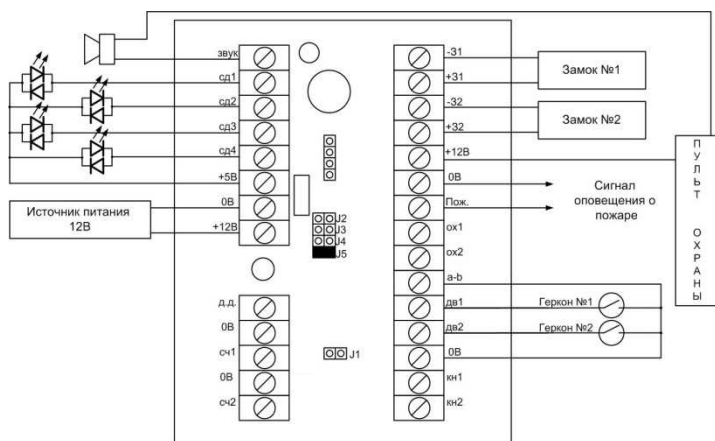 звук
сд1
сд2
сд3
сд4
+5В
0В
+12В
Источник питания
12В
J2
J3
J4
J5
д.д.
0В
сч1
0В
сч2
J1
-31
+31
-32
+32
+12В
0В
Пож.
ох1
ох2
a-b
дв1
дв2
0В
кн1
кн2
Замок №1
Замок №2
Сигнал
оповещения о
пожаре
Геркон №1
Геркон №2
ПУЛЬТ ОХРАНЫ